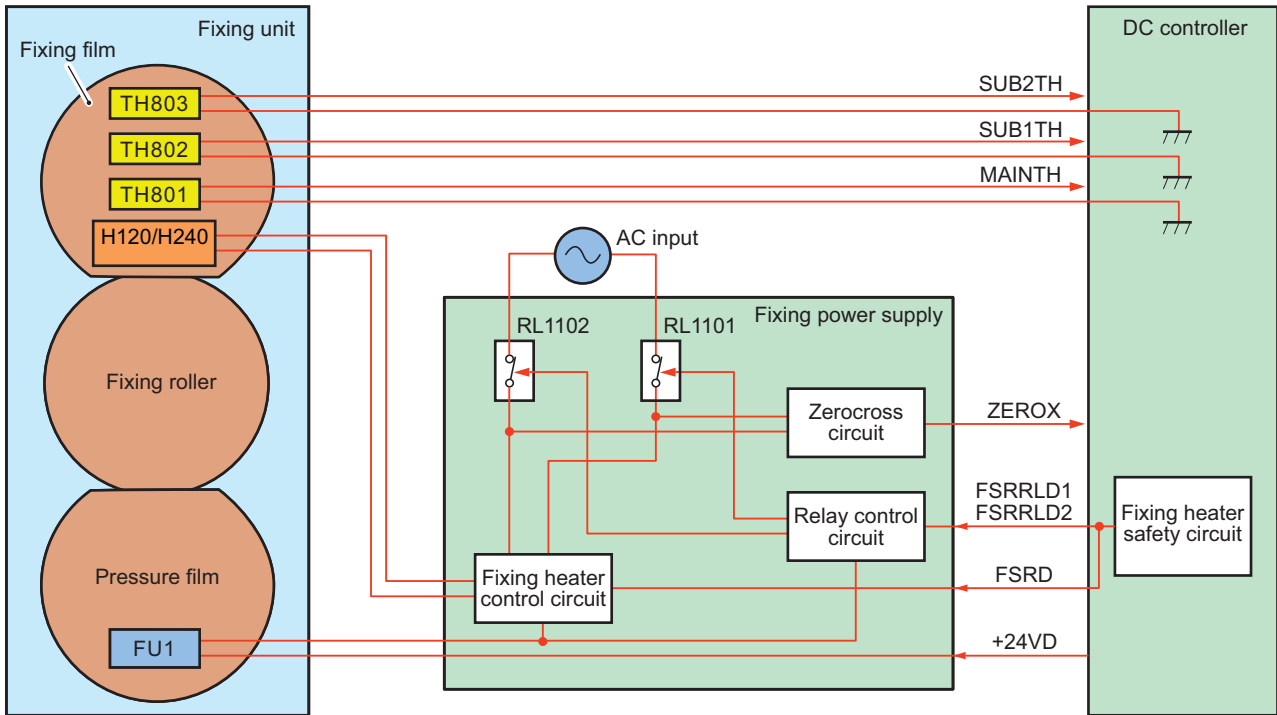 Fixing unit
Fixing film
TH803
TH802
TH801
H120/H240
Fixing roller
Pressure film
FU1
AC input
Fixing power supply
RL1102
RL1101
Zerocross
circuit
Relay control
circuit
Fixing heater
control circuit
DC controller
SUB2TH
SUB1TH
MAINTH
ZEROX
FSRRLD1
FSRRLD2
FSRD
+24VD
Fixing heater
safety circuit